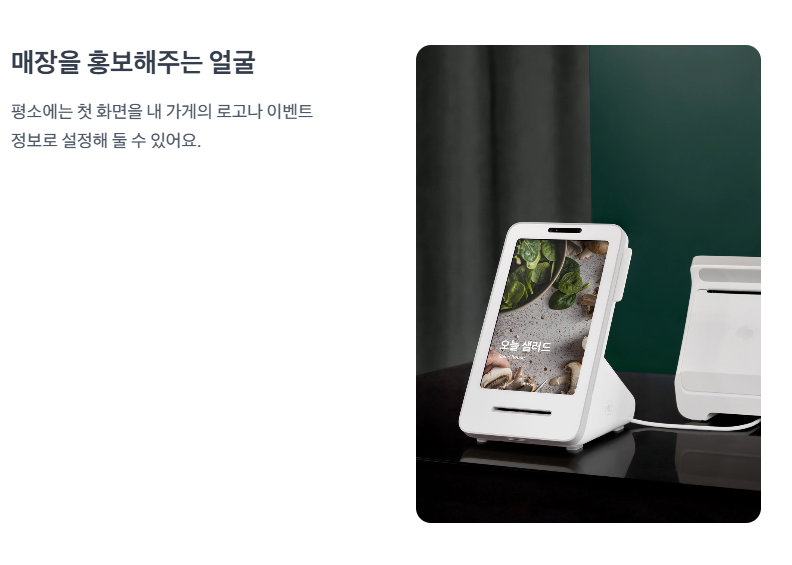 매장을 홍보해주는 얼굴
평소에는 첫 화면을 내 가게의 로고나 이벤트
정보로 설정해 둘 수 있어요.
오늘 샐러드